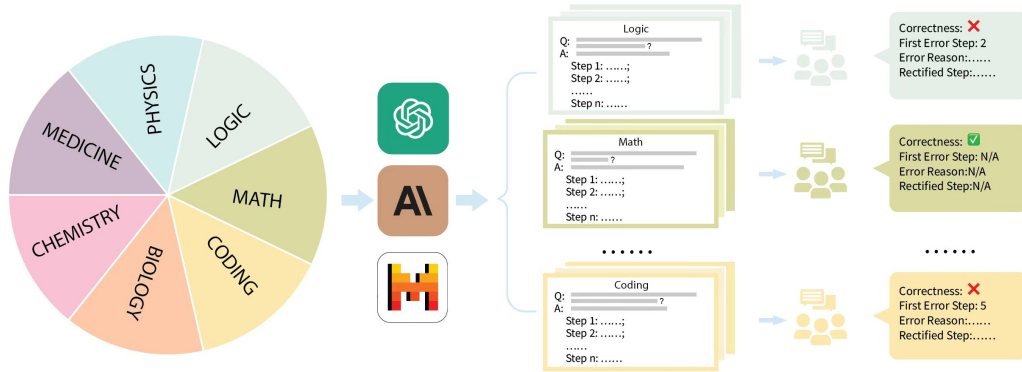 PHYSICS
LOGIC
MEDICINE
MATH
CHEMISTRY
CODING
BIOLOGY
A\
Logic
Q:
?
A:
Step 1: ……;
Step 2: ……;
……
Step n: ……
Correctness: ❌
First Error Step: 2
Error Reason:……
Rectified Step:……
Math
Q:
?
A:
Step 1: ……;
Step 2: ……;
……
Step n: ……
Correctness: ✅
First Error Step: N/A
Error Reason:N/A
Rectified Step:N/A
……
……
Coding
Q:
?
A:
Step 1: ……;
Step 2: ……;
……
Step n: ……
Correctness: ❌
First Error Step: 5
Error Reason:……
Rectified Step:……